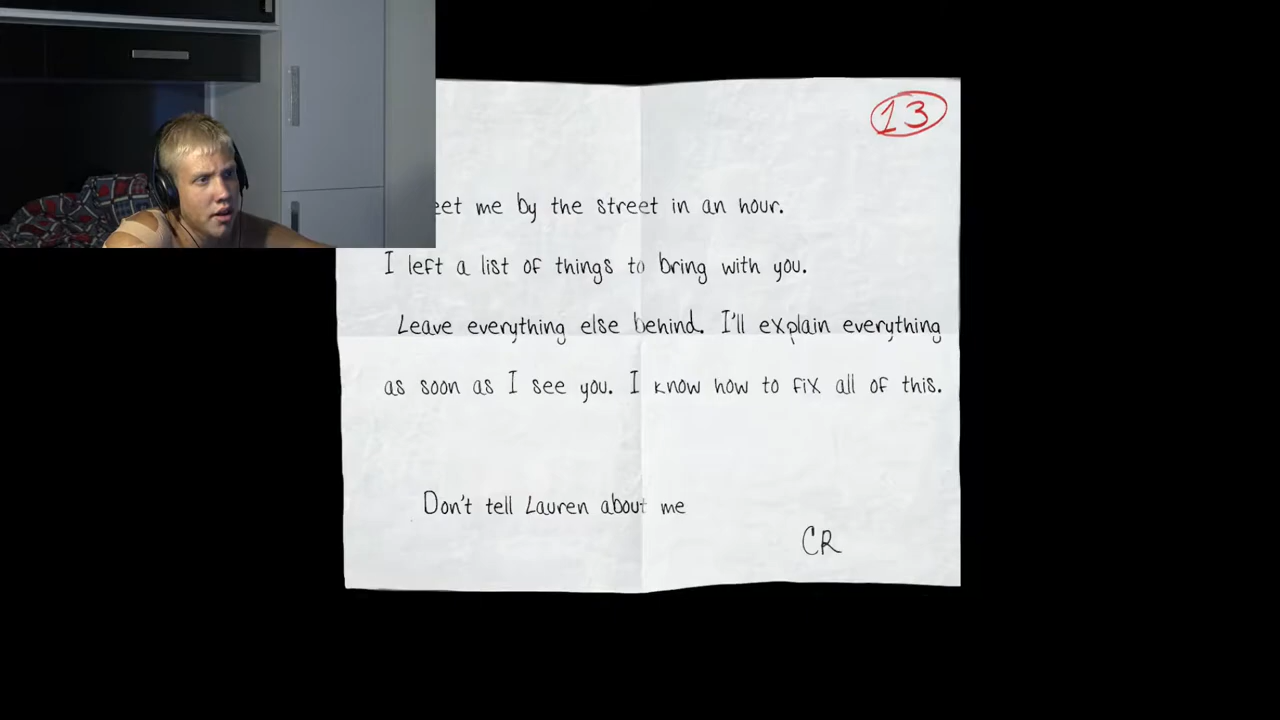 13
me by the street in an hour.
I left a list of things to bring with you.
Leave everything else behind. I'll explain everything
as soon as I see you. I know how to fix all of this.
Don't tell Lauren about me
CR